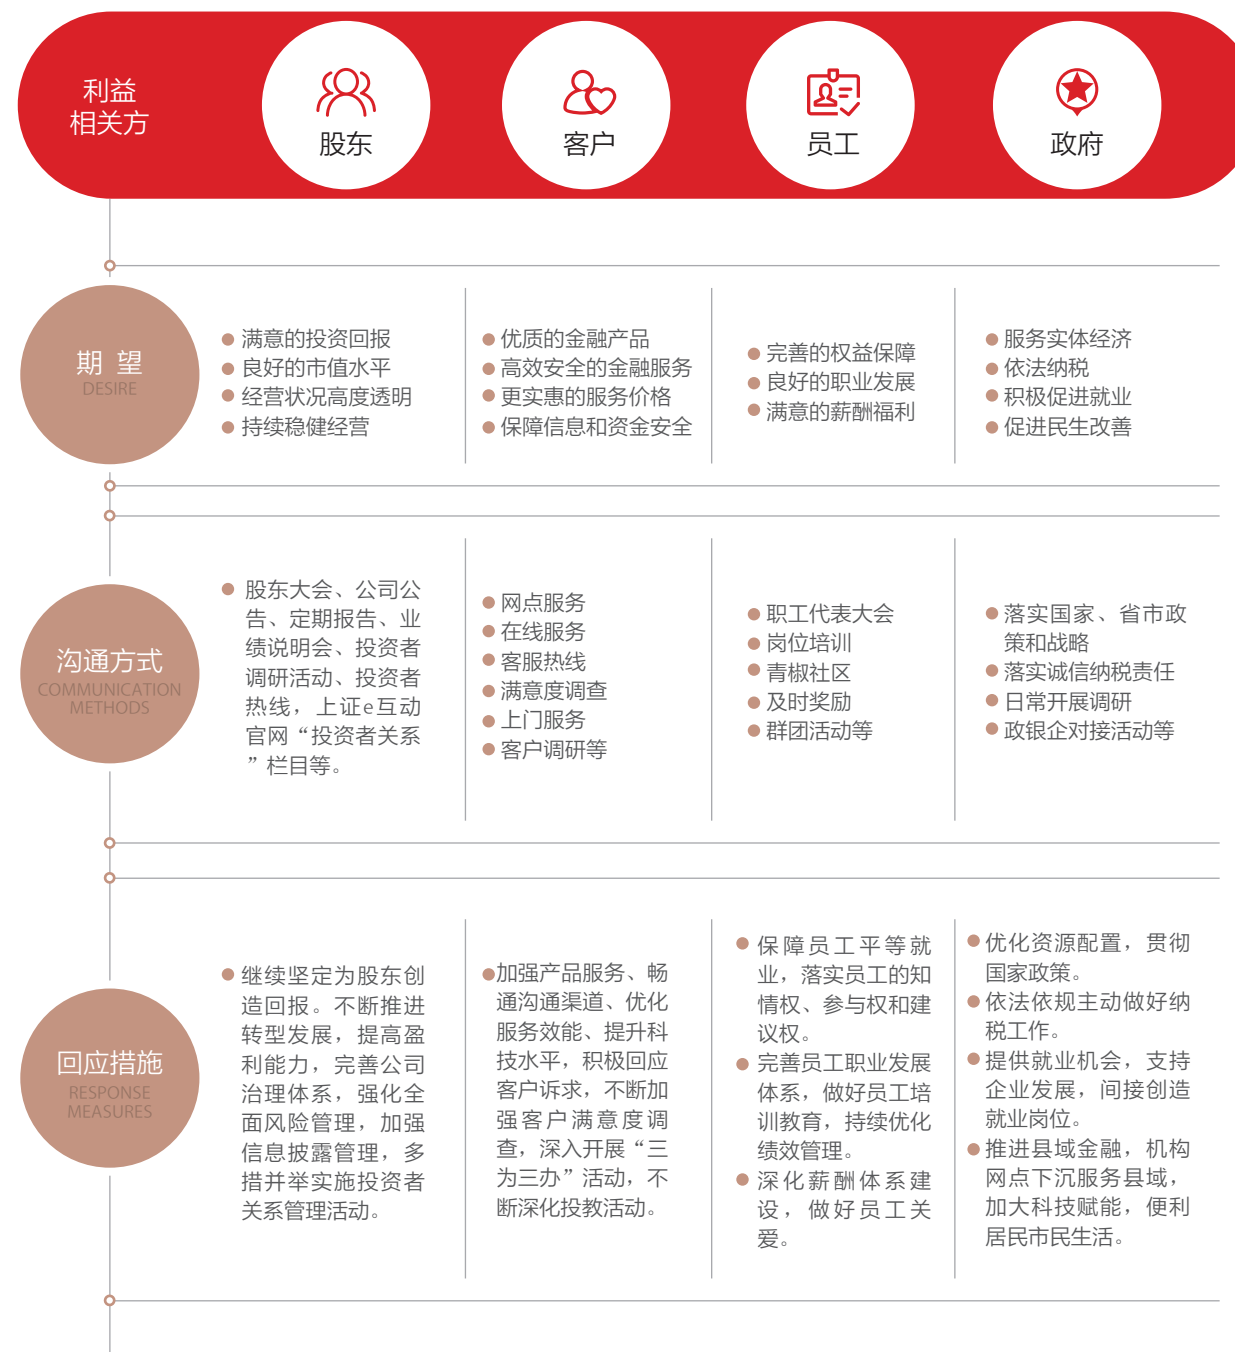 利益
相关方
股东
客户
员工
政府
期 望
DESIRE
满意的投资回报
良好的市值水平
经营状况高度透明
持续稳健经营
优质的金融产品
高效安全的金融服务
更实惠的服务价格
保障信息和资金安全
完善的权益保障
良好的职业发展
满意的薪酬福利
服务实体经济
依法纳税
积极促进就业
促进民生改善
沟通方式
COMMUNICATION
METHODS
股东大会、公司公
告、定期报告、业
绩说明会、投资者
调研活动、投资者
热线，上证e互动
官网“投资者关系
”栏目等。
网点服务
在线服务
客服热线
满意度调查
上门服务
客户调研等
职工代表大会
岗位培训
青椒社区
及时奖励
群团活动等
落实国家、省市政
策和战略
落实诚信纳税责任
日常开展调研
政银企对接活动等
回应措施
RESPONSE
MEASURES
继续坚定为股东创
造回报。不断推进
转型发展，提高盈
利能力，完善公司
治理体系，强化全
面风险管理，加强
信息披露管理，多
措并举实施投资者
关系管理活动。
加强产品服务、畅
通沟通渠道、优化
服务效能、提升科
技水平，积极回应
客户诉求，不断加
强客户满意度调
查，深入开展“三
为三办”活动，不
断深化投教活动。
保障员工平等就
业，落实员工的知
情权、参与权和建
议权。
完善员工职业发展
体系，做好员工培
训教育，持续优化
绩效管理。
深化薪酬体系建
设，做好员工关
爱。
优化资源配置，贯彻
国家政策。
依法依规主动做好纳
税工作。
提供就业机会，支持
企业发展，间接创造
就业岗位。
推进县域金融，机构
网点下沉服务县域，
加大科技赋能，便利
居民市民生活。